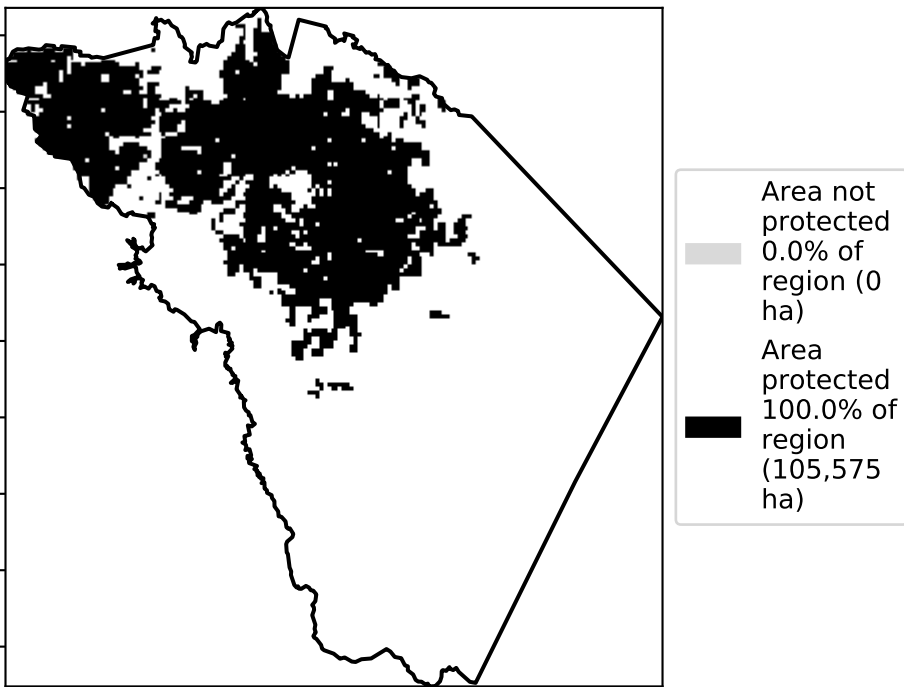 Area not
protected
0.0% of
region (0
ha)
Area
protected
100.0% of
region
(105,575
ha)